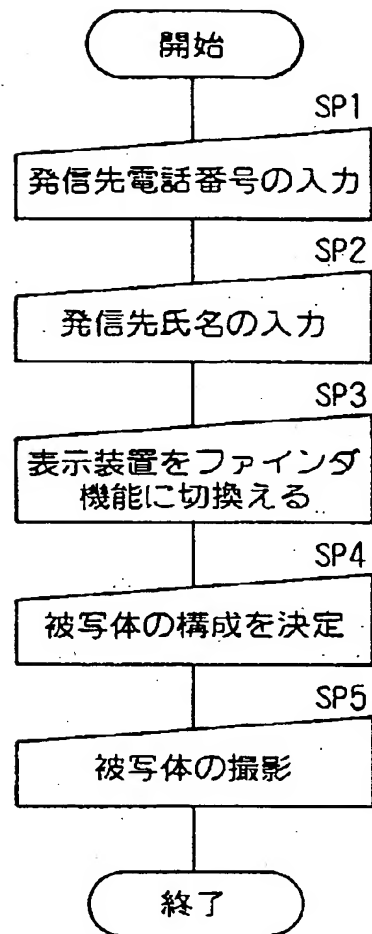 開始
SP1
発信先電話番号の入力
SP2
発信先氏名の入力
SP3
表示装置をファインダ
機能に切換える
SP4
被写体の構成を決定
SP5
被写体の撮影
終了